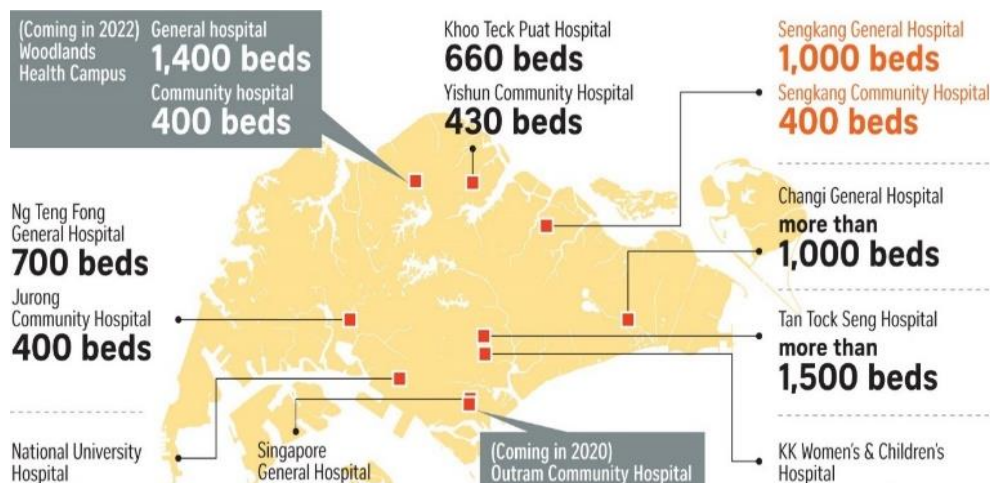 (Coming in 2022)
Woodlands
Health Campus
General hospital
1,400 beds
Community hospital
400 beds
Khoo Teck Puat Hospital
660 beds
Yishun Community Hospital
430 beds
Sengkang General Hospital
1,000 beds
Sengkang Community Hospital
400 beds
Ng Teng Fong
General Hospital
700 beds
Jurong
Community Hospital
400 beds
Changi General Hospital
more than
1,000 beds
Tan Tock Seng Hospital
more than
1,500 beds
National University
Hospital
Singapore
General Hospital
(Coming in 2020)
Outram Community Hospital
KK Women's & Children's
Hospital